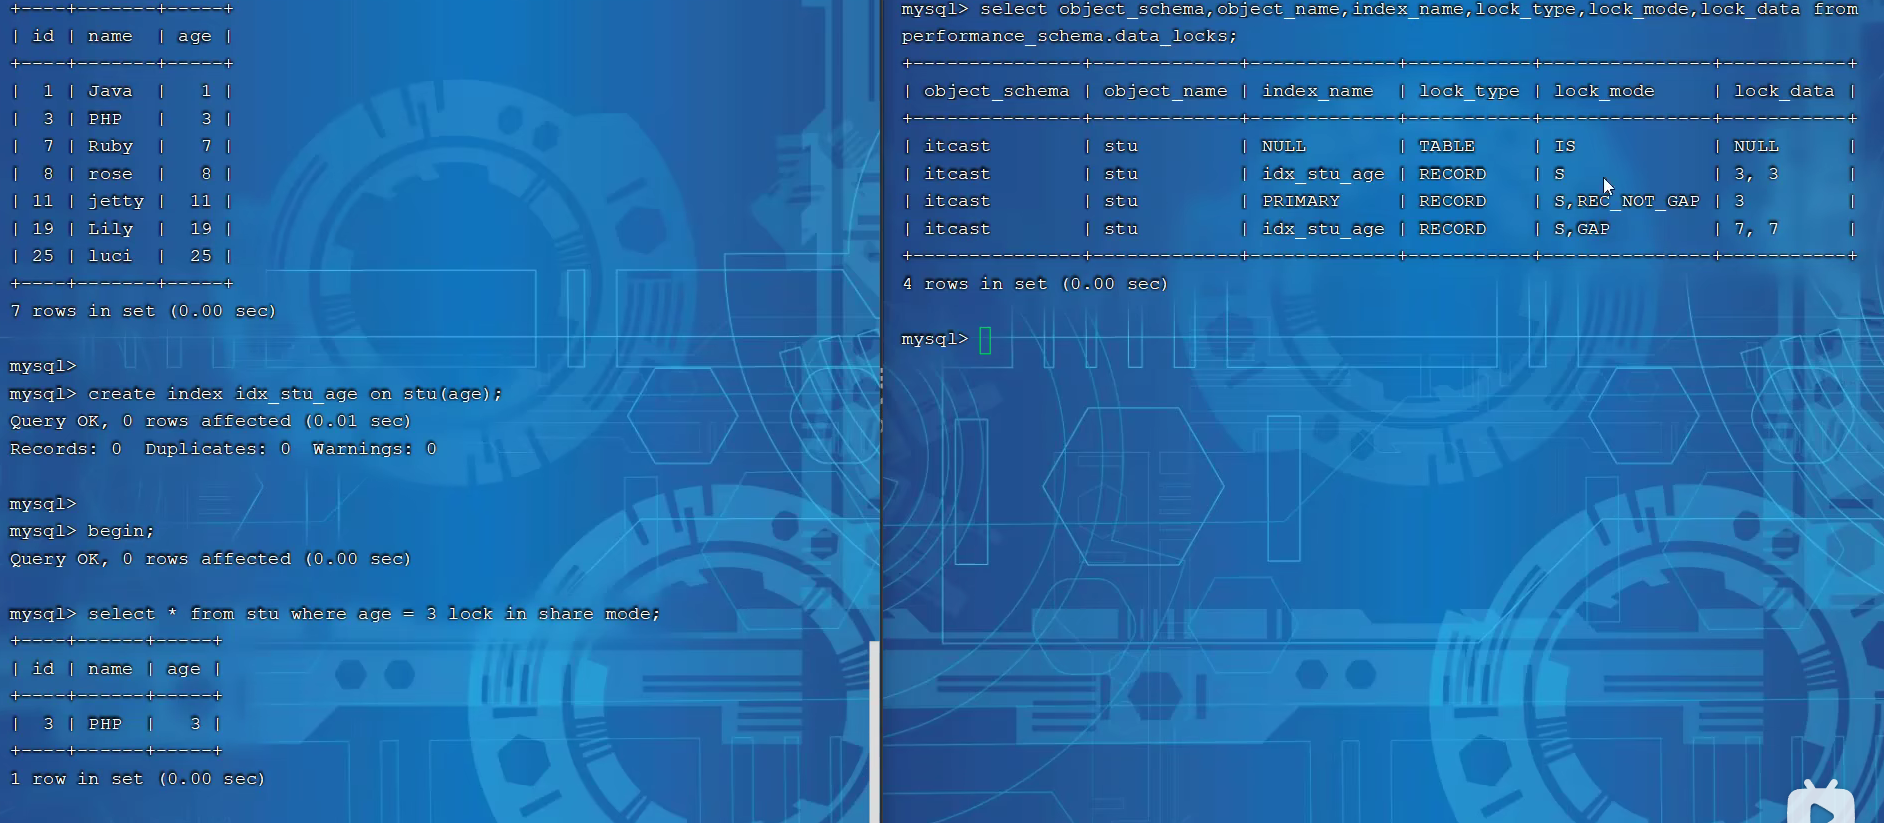 +----+-------+-----+
| id | name  | age |
+----+-------+-----+
|  1 | Java  |   1 |
|  3 | PHP   |   3 |
|  7 | Ruby  |   7 |
|  8 | rose  |   8 |
| 11 | jetty |  11 |
| 19 | Lily  |  19 |
| 25 | luci  |  25 |
+----+-------+-----+
7 rows in set (0.00 sec)
mysql>
mysql> create index idx_stu_age on stu(age);
Query OK, 0 rows affected (0.01 sec)
Records: 0  Duplicates: 0  Warnings: 0
mysql>
mysql> begin;
Query OK, 0 rows affected (0.00 sec)
mysql> select * from stu where age = 3 lock in share mode;
+----+------+-----+
| id | name | age |
+----+------+-----+
|  3 | PHP  |   3 |
+----+------+-----+
1 row in set (0.00 sec)
mysql> select object_schema,object_name,index_name,lock_type,lock_mode,lock_data from
performance_schema.data_locks;
+---------------+-------------+-------------+-----------+---------------+-----------+
| object_schema | object_name | index_name  | lock_type | lock_mode     | lock_data |
+---------------+-------------+-------------+-----------+---------------+-----------+
| itcast        | stu         | NULL        | TABLE     | IS            | NULL      |
| itcast        | stu         | idx_stu_age | RECORD    | S             | 3, 3      |
| itcast        | stu         | PRIMARY     | RECORD    | S,REC_NOT_GAP | 3         |
| itcast        | stu         | idx_stu_age | RECORD    | S,GAP         | 7, 7      |
+---------------+-------------+-------------+-----------+---------------+-----------+
4 rows in set (0.00 sec)
mysql>